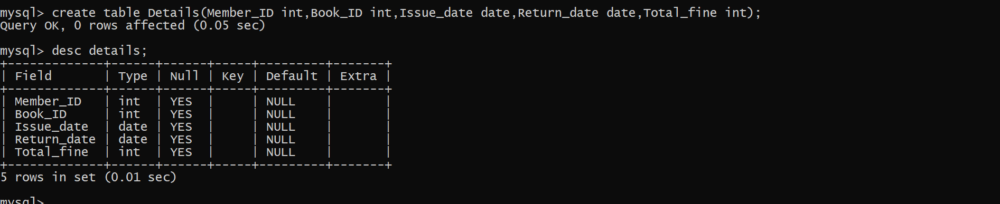 mysql> create table Details(Member_ID int,Book_ID int,Issue_date date,Return_date date,Total_fine int);
Query OK, 0 rows affected (0.05 sec)
mysql> desc details;
+-------------+------+------+-----+---------+-------+
| Field       | Type | Null | Key | Default | Extra |
+-------------+------+------+-----+---------+-------+
| Member_ID   | int  | YES  |     | NULL    |       |
| Book_ID     | int  | YES  |     | NULL    |       |
| Issue_date  | date | YES  |     | NULL    |       |
| Return_date | date | YES  |     | NULL    |       |
| Total_fine  | int  | YES  |     | NULL    |       |
+-------------+------+------+-----+---------+-------+
5 rows in set (0.01 sec)
mysql>